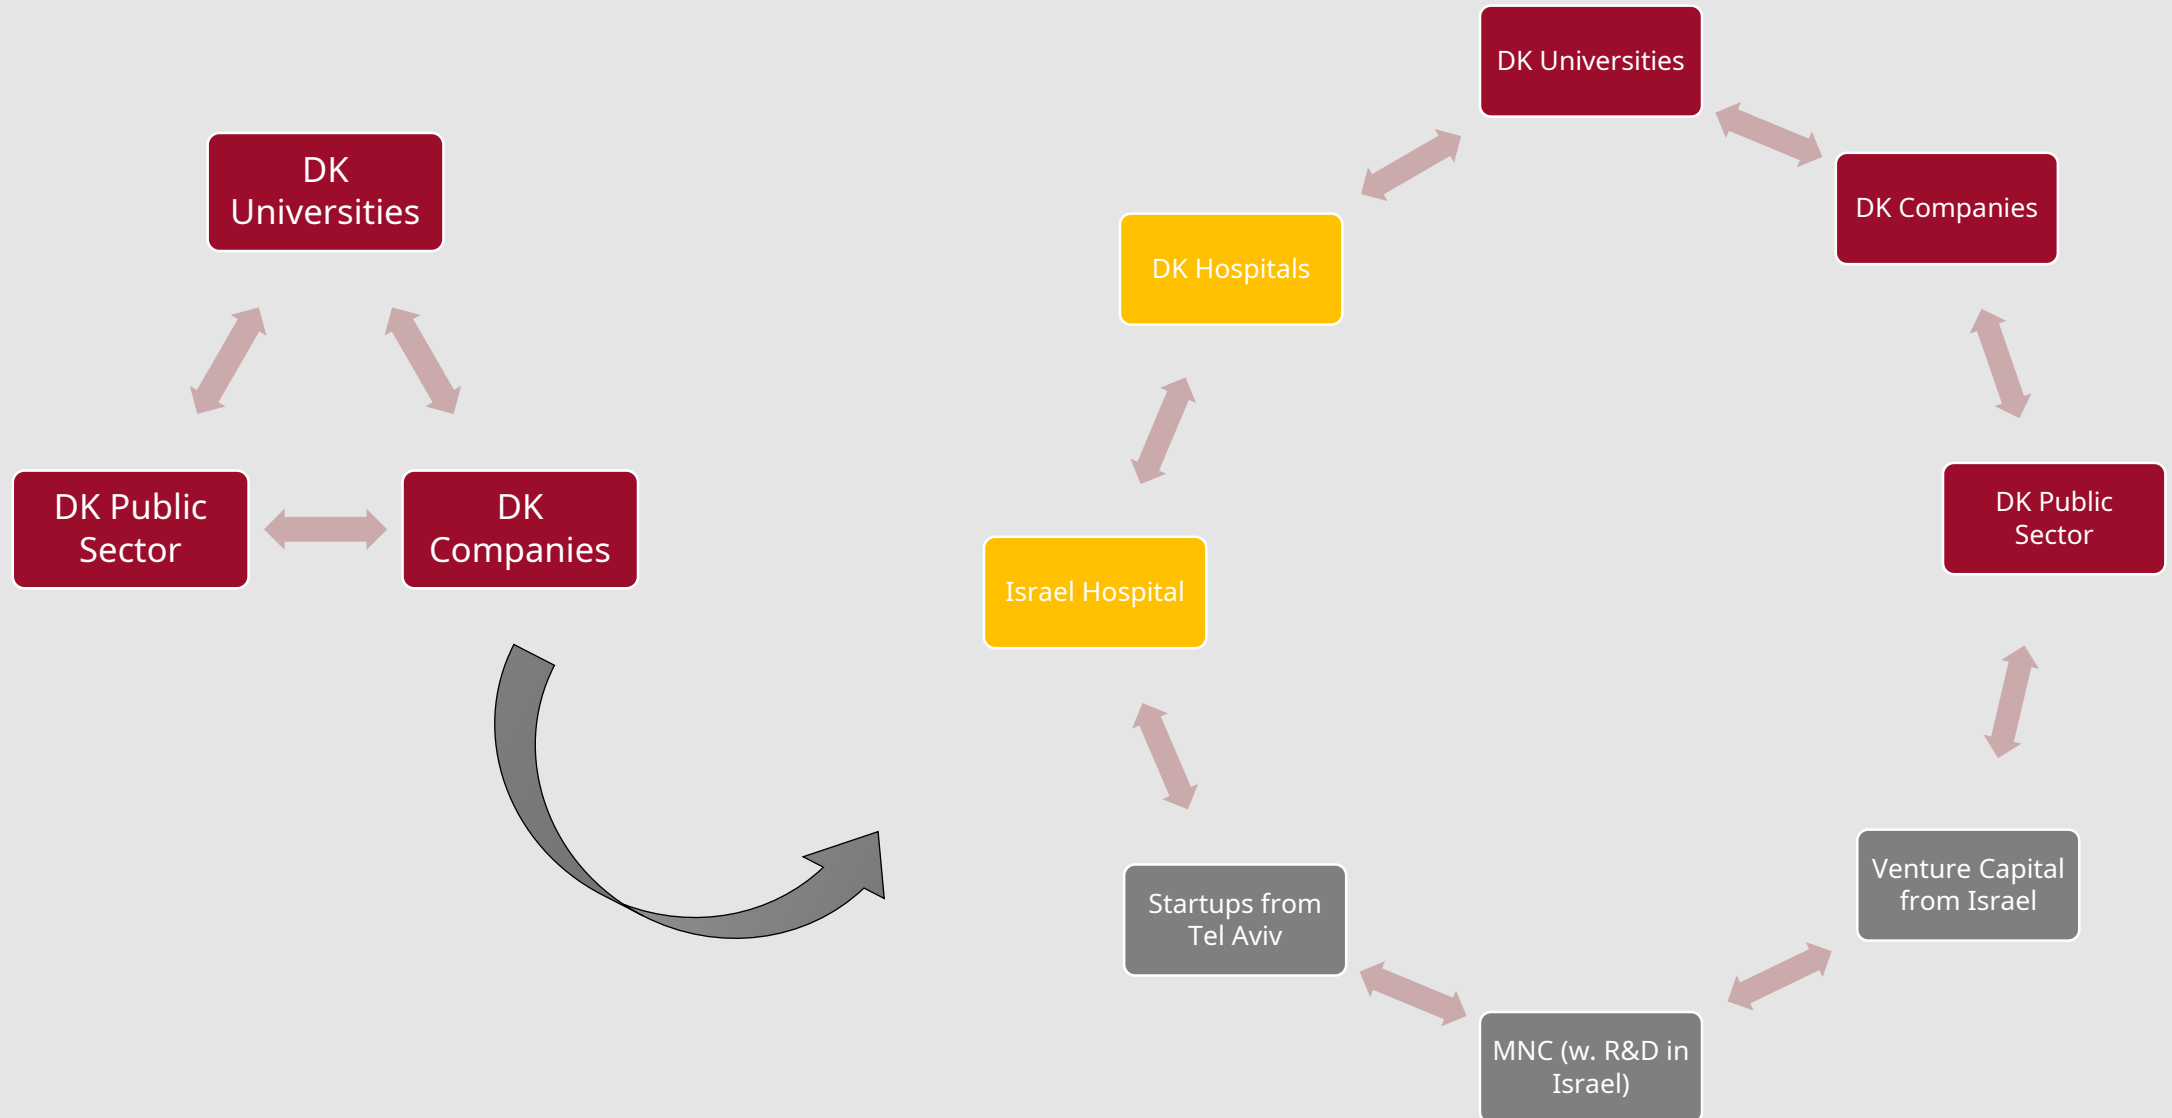 DK
Universities
DK Public
Sector
DK
Companies
DK Universities
DK Companies
DK Public
Sector
Venture Capital
from Israel
MNC (w. R&D in
Israel)
Startups from
Tel Aviv
Israel Hospital
DK Hospitals